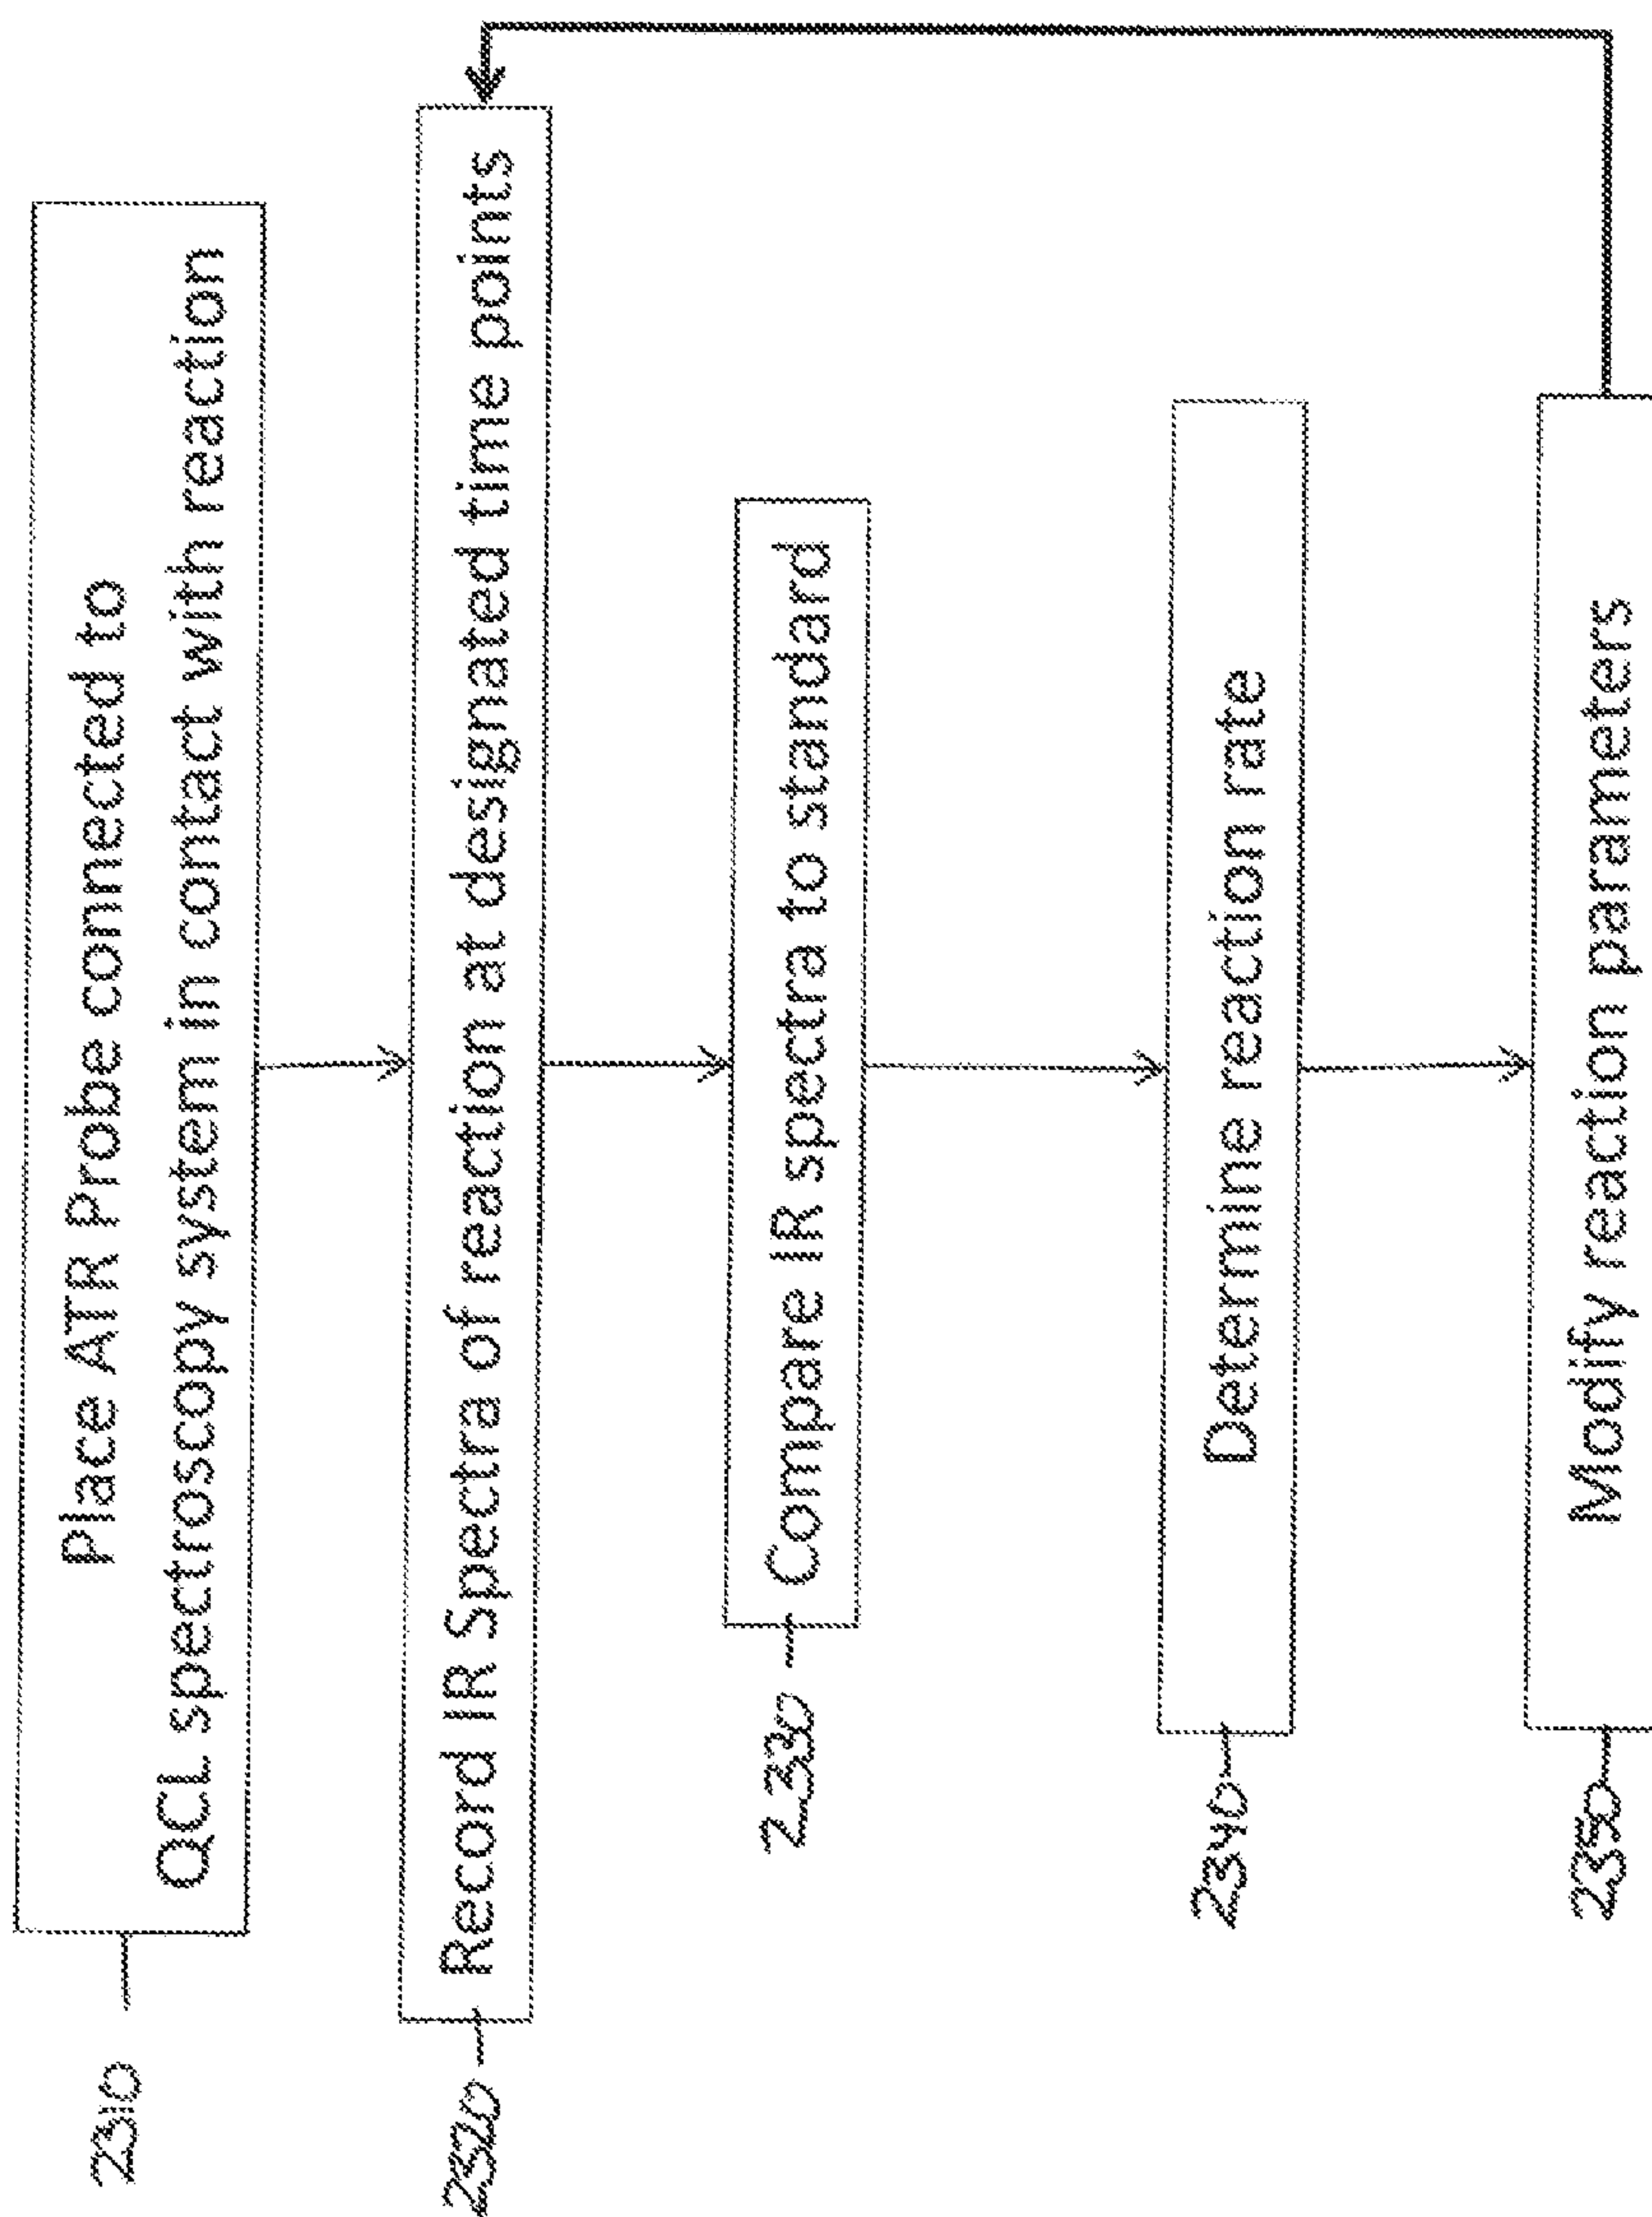 Place ATR Probe connected to
QCL spectroscopy system in contact with reaction
2310
Record IR Spectra of reaction at designated time points
2320
Compare IR spectra to standard
2330
Determine reaction rate
2340
Modify reaction parameters
2350